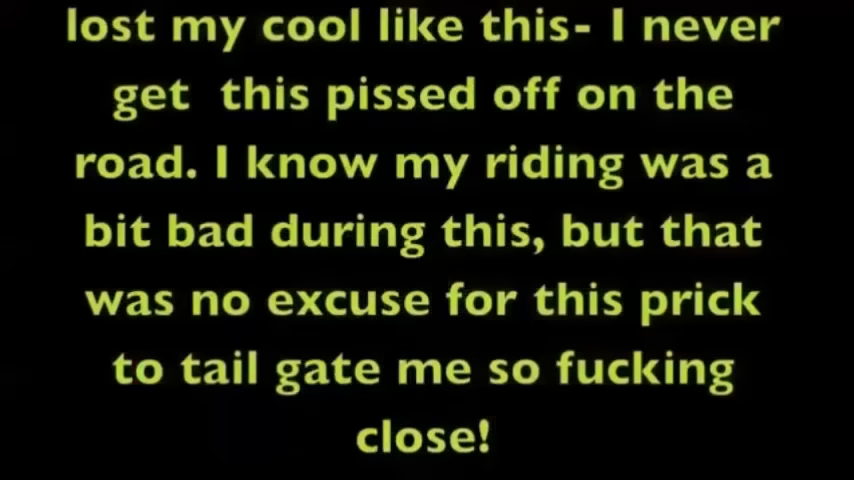 lost my cool like this- I never
get  this pissed off on the
road. I know my riding was a
bit bad during this, but that
was no excuse for this prick
to tail gate me so fucking
close!